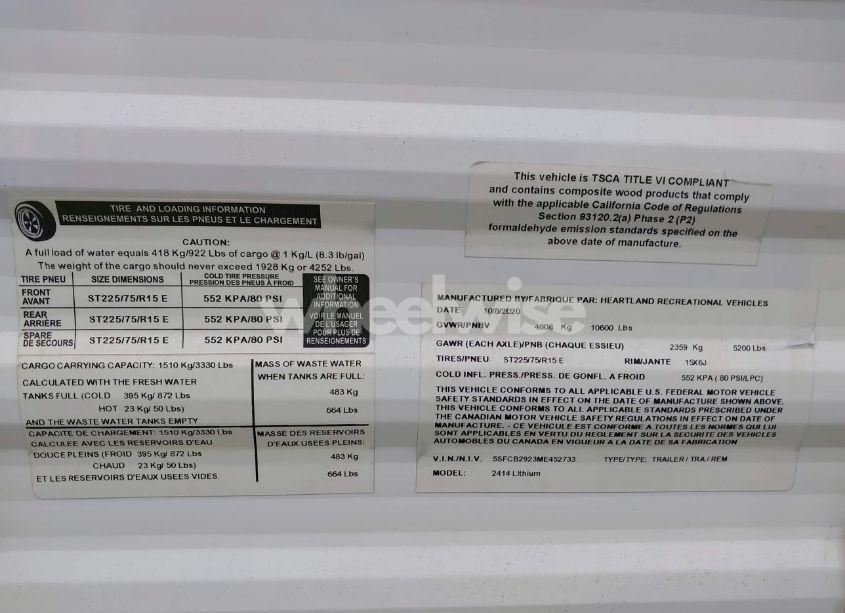 This vehicle is TSCA TITLE VI COMPLIANT
and contains composite wood products that comply
with the applicable California Code of Regulations
Section 93120.2(a) Phase 2 (P2)
formaldehyde emission standards specified on the
above date of manufacture.
TIRE AND LOADING INFORMATION
RENSEIGNEMENTS SUR LES PNEUS ET LE CHARGEMENT
CAUTION:
A full load of water equals 418 Kg/922 Lbs of cargo @ 1 Kg/L (8.3 lb/gal)
The weight of the cargo should never exceed 1928 Kg or 4252 Lbs.
TIRE PNEU SIZE DIMENSIONS COLD TIRE PRESSURE PRESSION DES PNEUS À FROID
FRONT AVANT ST225/75/R15 E 552 KPA/80 PSI
REAR ARRIÈRE ST225/75/R15 E 552 KPA/80 PSI
SPARE DE SECOURS ST225/75/R15 E 552 KPA/80 PSI
SEE OWNER'S
MANUAL FOR
ADDITIONAL
INFORMATION
VOIR LE MANUEL
DE L'USAGER
POUR PLUS DE
RENSEIGNEMENTS
CARGO CARRYING CAPACITY: 1510 Kg/3330 Lbs
CALCULATED WITH THE FRESH WATER
TANKS FULL (COLD 395 Kg/ 872 Lbs
HOT 23 Kg/ 50 Lbs)
AND THE WASTE WATER TANKS EMPTY
MASS OF WASTE WATER
WHEN TANKS ARE FULL:
483 Kg
664 Lbs
CAPACITE DE CHARGEMENT: 1510 Kg/3330 Lbs
CALCULEE AVEC LES RESERVOIRS D'EAU
DOUCE PLEINS (FROID 395 Kg/ 872 Lbs
CHAUD 23 Kg/ 50 Lbs)
ET LES RESERVOIRS D'EAUX USEES VIDES.
MASSE DES RESERVOIRS
D'EAUX USEES PLEINS:
483 Kg
664 Lbs
MANUFACTURED BY/FABRIQUE PAR: HEARTLAND RECREATIONAL VEHICLES
DATE 10/8/2020
GVWR/PNBV 4808 Kg 10600 Lbs
GAWR (EACH AXLE)/PNB (CHAQUE ESSIEU) 2359 Kg 5200 Lbs
TIRES/PNEU ST225/75/R15 E RIM/JANTE 15X6J
COLD INFL. PRESS./PRESS. DE GONFL. A FROID 552 KPA ( 80 PSI/LPC)
THIS VEHICLE CONFORMS TO ALL APPLICABLE U.S. FEDERAL MOTOR VEHICLE
SAFETY STANDARDS IN EFFECT ON THE DATE OF MANUFACTURE SHOWN ABOVE.
THIS VEHICLE CONFORMS TO ALL APPLICABLE STANDARDS PRESCRIBED UNDER
THE CANADIAN MOTOR VEHICLE SAFETY REGULATIONS IN EFFECT ON DATE OF
MANUFACTURE. - CE VEHICULE EST CONFORME A TOUTES LES NORMES QUI LUI
SONT APPLICABLES EN VERTU DU REGLEMENT SUR LA SECURITE DES VEHICLES
AUTOMOBILES DU CANADA EN VIGUEUR A LA DATE DE SA FABRICATION
V.I.N./N.I.V. 5SFCB2923ME452733 TYPE/TYPE: TRAILER / TRA / REM
MODEL: 2414 Lithium
wheelwise